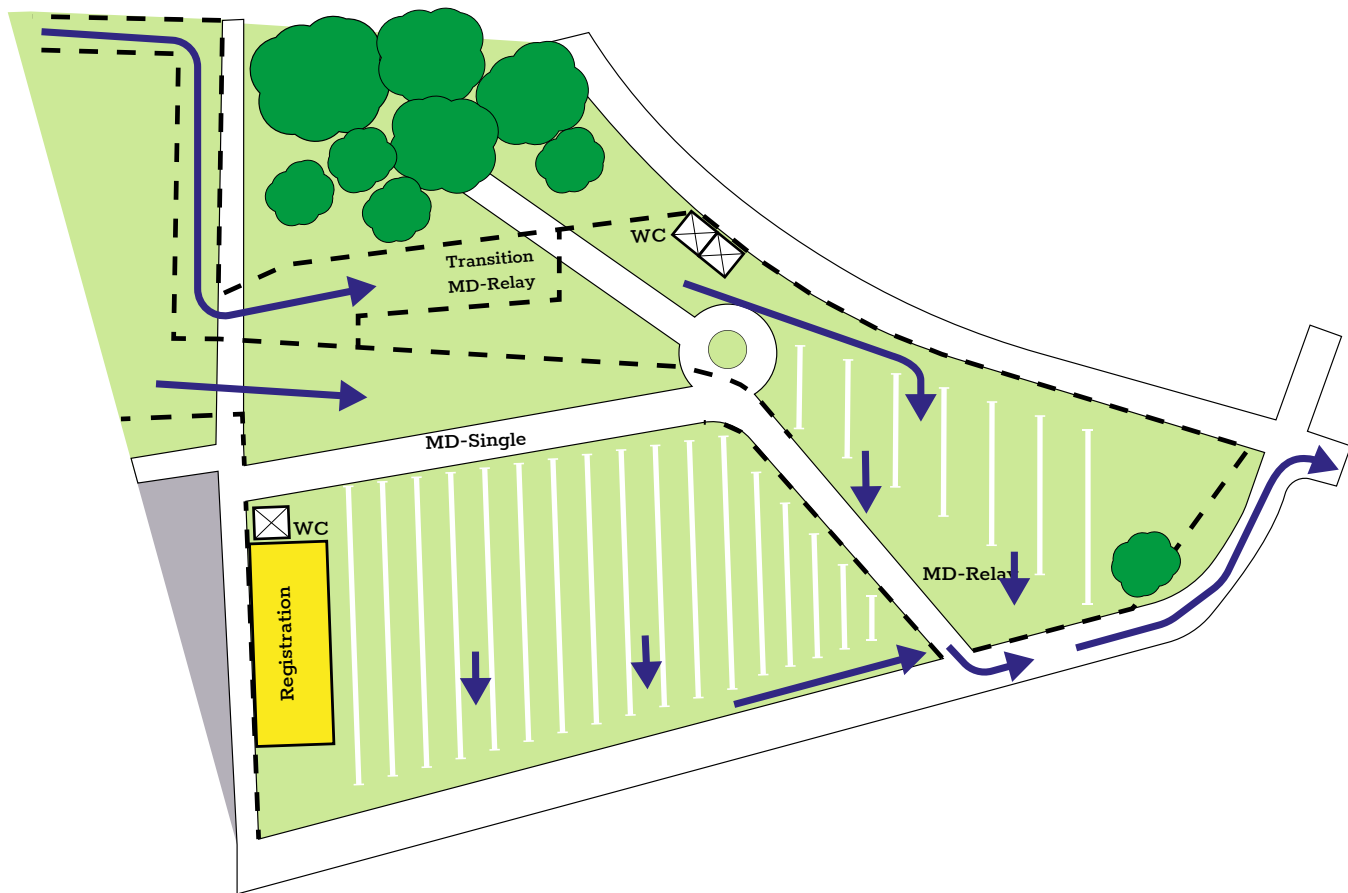 WC
Transition
MD-Relay
MD-Single
WC
MD-Relay
Registration